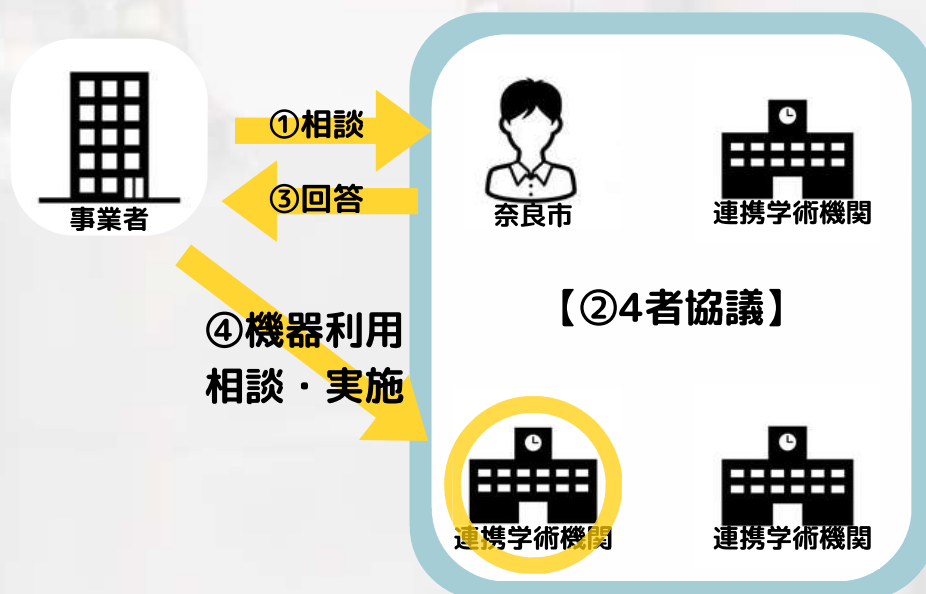 ①相談
③回答
事業者
奈良市
連携学術機関
【②4者協議】
④機器利用
相談・実施
連携学術機関
連携学術機関